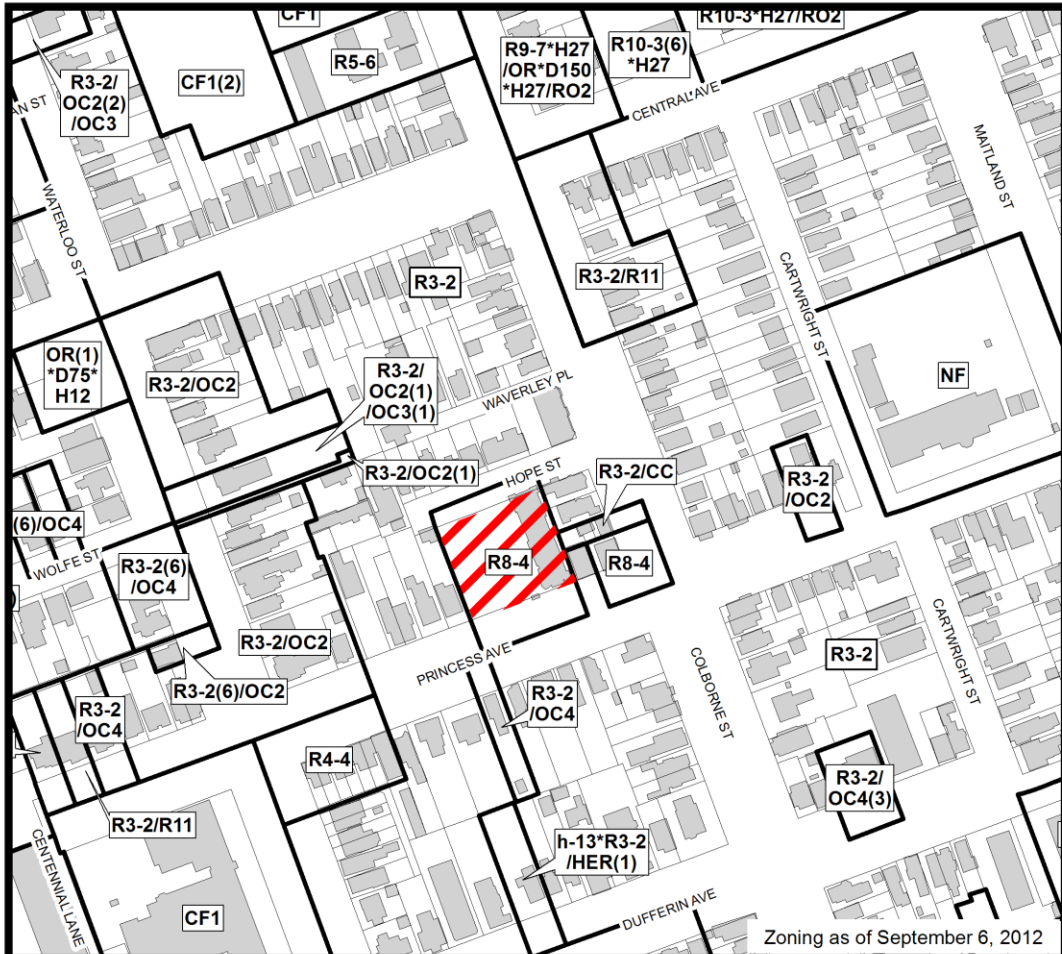 CF1
R10-3*H27/RO2
R3-2/
OC2(2)
/OC3
CF1(2)
R5-6
R9-7*H27
/OR*D150
*H27/RO2
R10-3(6)
*H27
AN ST
CENTRAL AVE
MAITLAND ST
WATERLOO ST
R3-2
R3-2/R11
CARTWRIGHT ST
OR(1)
*D75*
H12
R3-2/OC2
R3-2/
OC2(1)
/OC3(1)
WAVERLEY PL
NF
R3-2/OC2(1)
HOPE ST
R3-2/CC
R3-2
/OC2
(6)/OC4
WOLFE ST
R3-2(6)
/OC4
R8-4
R8-4
R3-2/OC2
PRINCESS AVE
COLBORNE ST
R3-2
CARTWRIGHT ST
R3-2(6)/OC2
R3-2
/OC4
R3-2
/OC4
R4-4
R3-2/
OC4(3)
R3-2/R11
CENTENNIAL LANE
h-13*R3-2
/HER(1)
CF1
DUFFERIN AVE
Zoning as of September 6, 2012